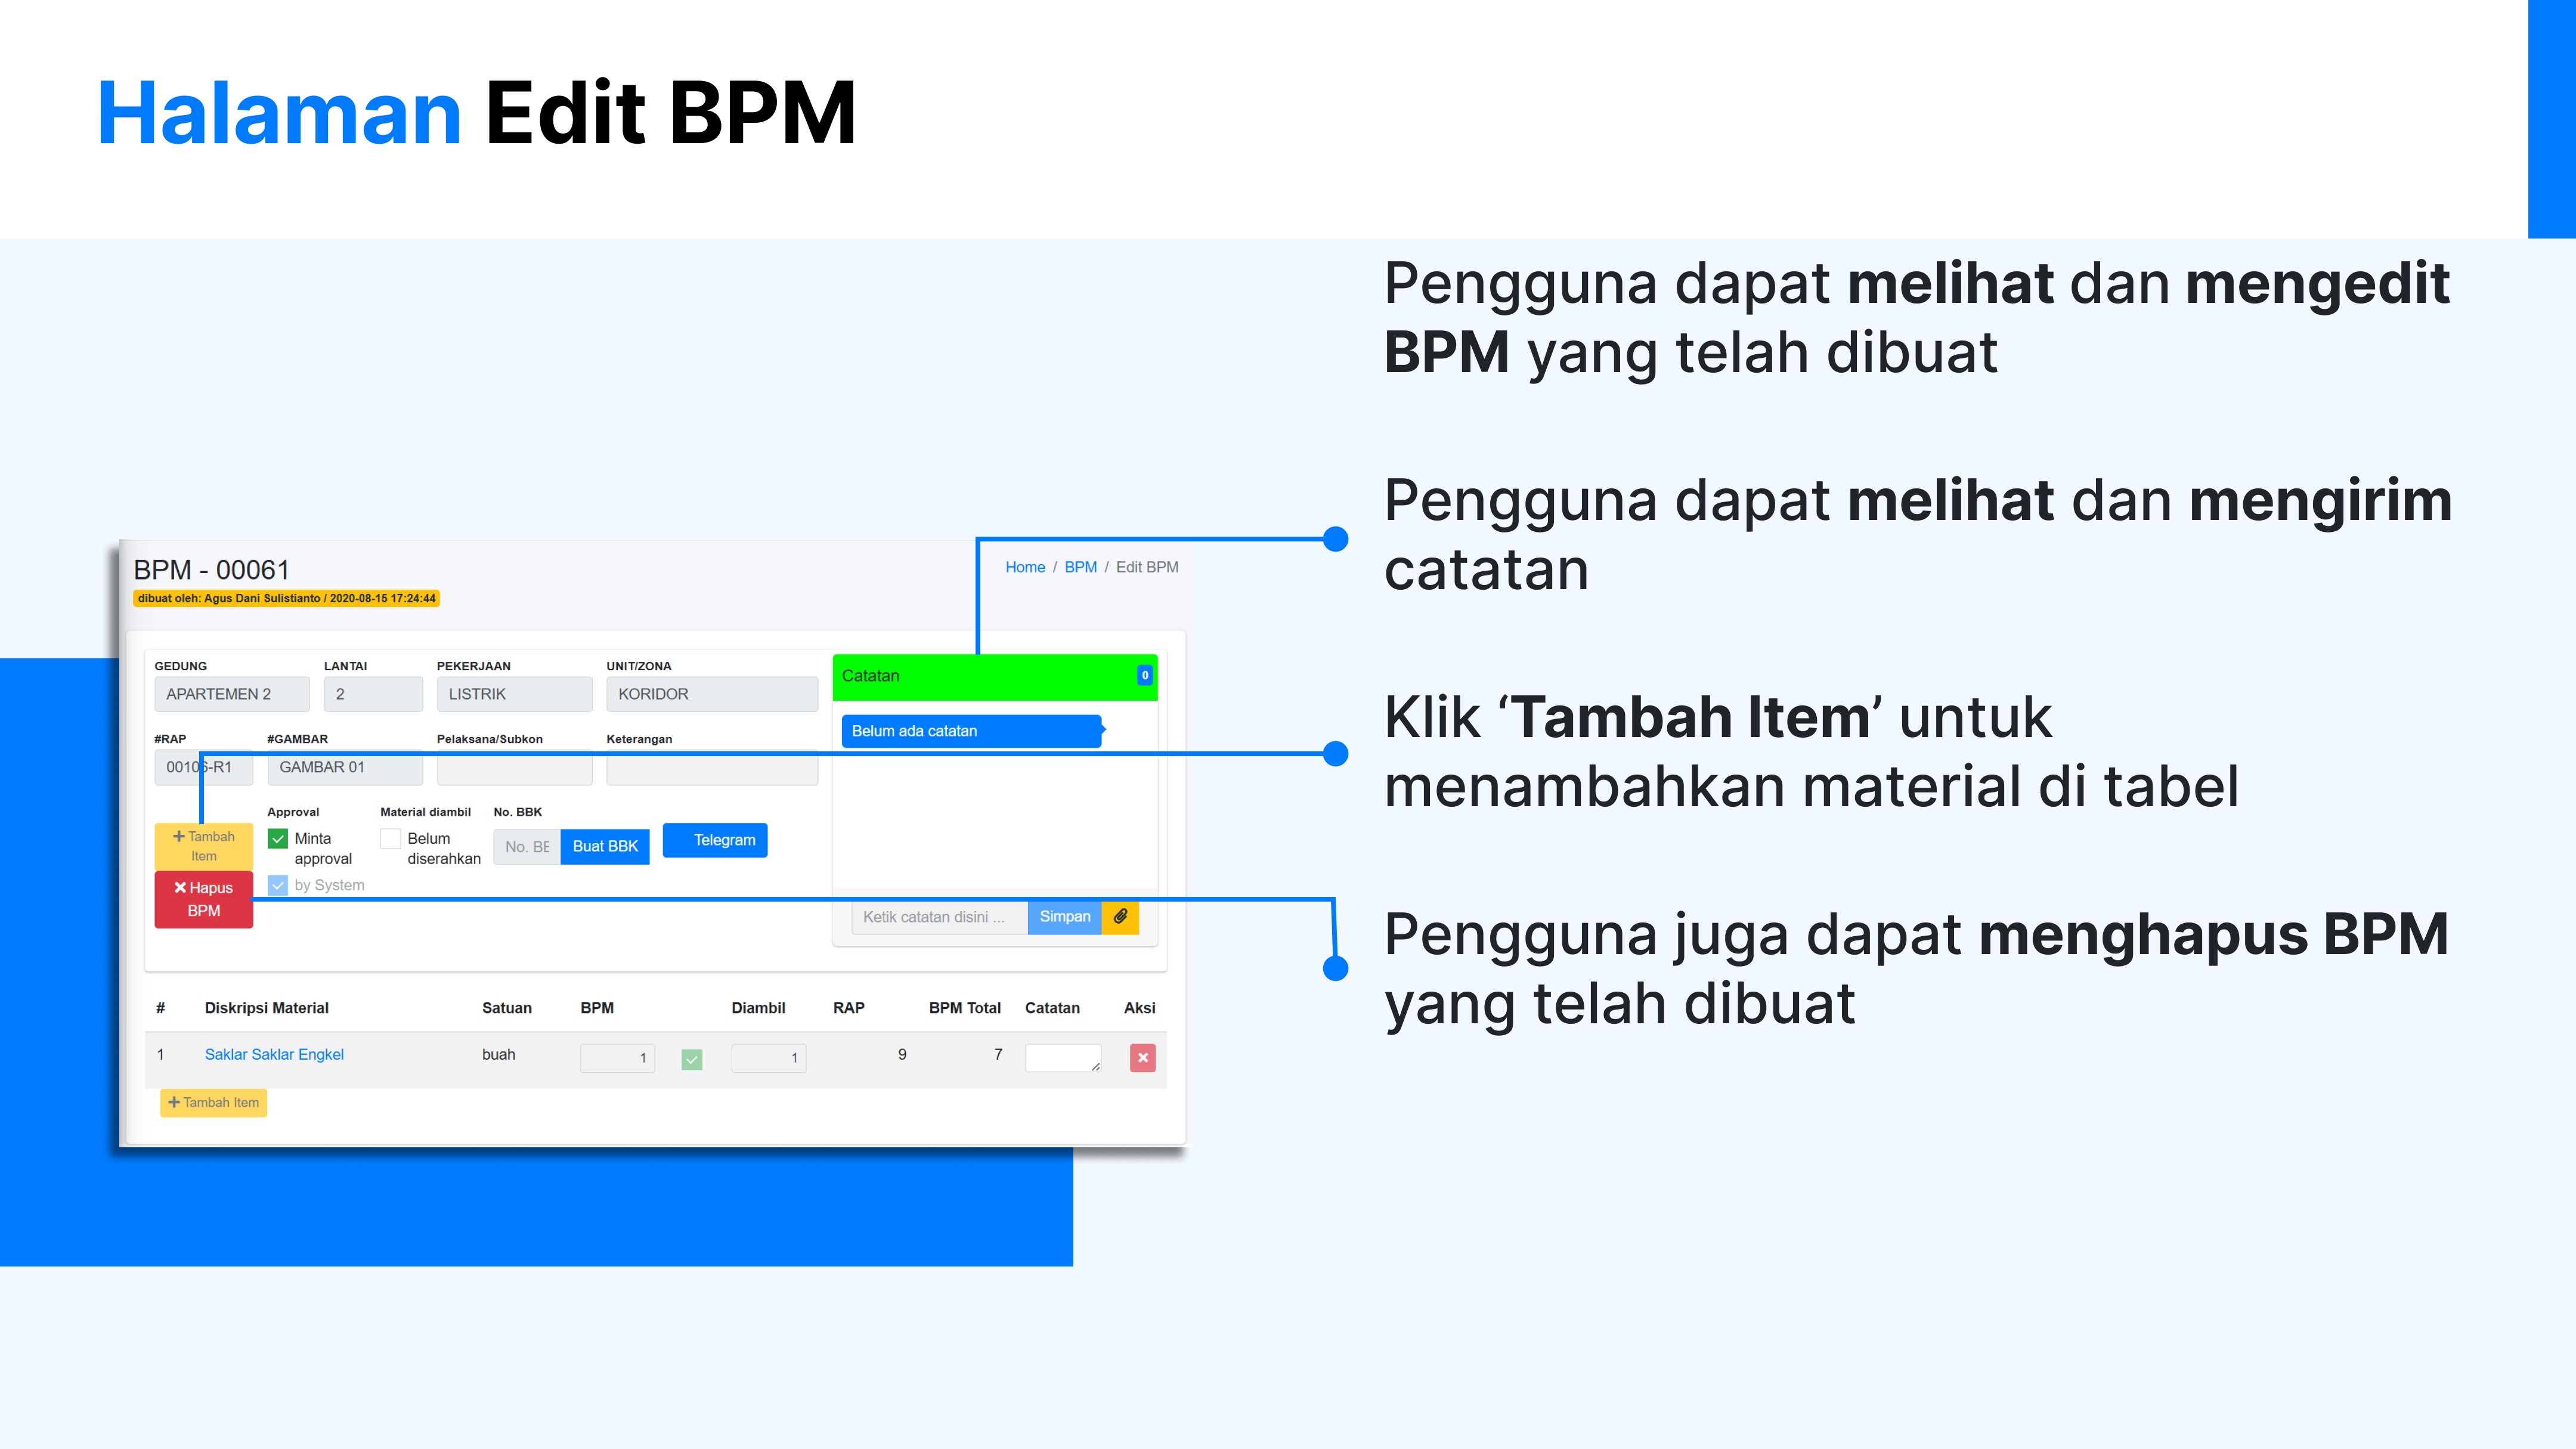 Halaman Edit BPM
Pengguna dapat melihat dan mengedit
BPM yang telah dibuat
Pengguna dapat melihat dan mengirim
catatan
Klik ‘Tambah Item’ untuk
menambahkan material di tabel
Pengguna juga dapat menghapus BPM
yang telah dibuat
BPM - 00061
Home / BPM / Edit BPM
dibuat oleh: Agus Dani Sulistianto / 2020-08-15 17:24:44
GEDUNG LANTAI PEKERJAAN UNIT/ZONA
APARTEMEN 2 2 LISTRIK KORIDOR
#RAP #GAMBAR Pelaksana/Subkon Keterangan
00106-R1 GAMBAR 01
Approval Material diambil No. BBK
Tambah
Item
Minta
approval
Belum
diserahkan
No. BE Buat BBK Telegram
by System
Hapus
BPM
Catatan 0
Belum ada catatan
Ketik catatan disini ... Simpan
# Diskripsi Material Satuan BPM Diambil RAP BPM Total Catatan Aksi
1 Saklar Saklar Engkel buah 1 1 9 7
Tambah Item